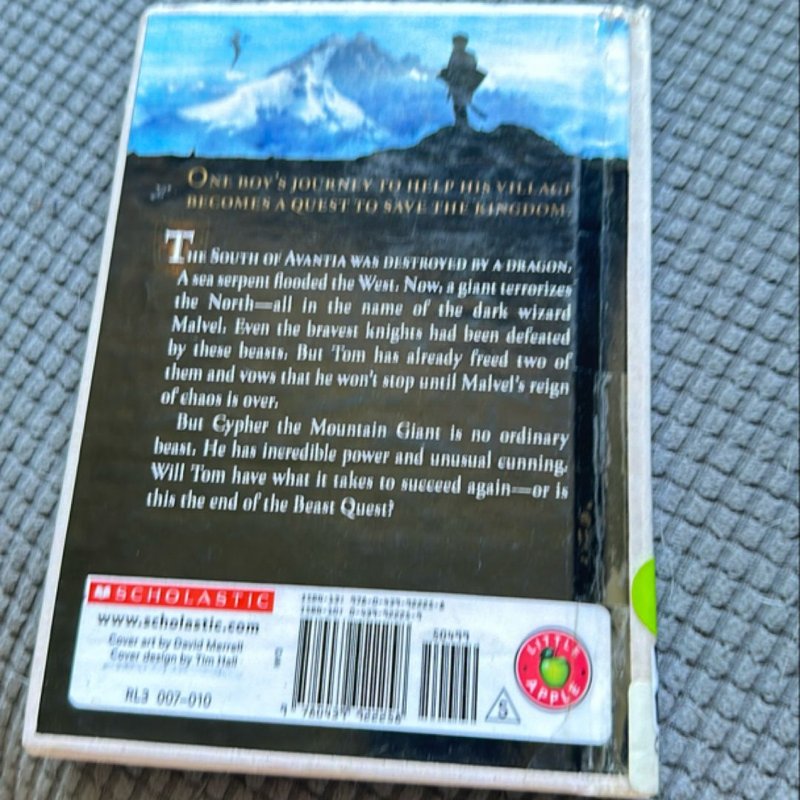 ONE BOY'S JOURNEY TO HELP HIS VILLAGE
BECOMES A QUEST TO SAVE THE KINGDOM.
THE SOUTH OF AVANTIA WAS DESTROYED BY A DRAGON.
A sea serpent flooded the West. Now, a giant terrorizes
the North—all in the name of the dark wizard
Malvel. Even the bravest knights had been defeated
by these beasts. But Tom has already freed two of
them and vows that he won't stop until Malvel's reign
of chaos is over.
But Cypher the Mountain Giant is no ordinary
beast. He has incredible power and unusual cunning.
Will Tom have what it takes to succeed again—or is
this the end of the Beast Quest?
SCHOLASTIC
www.scholastic.com
Cover art by David
Cover design by Tim Hall
RL3 007-010
50499
S
LITTLE
APPLE